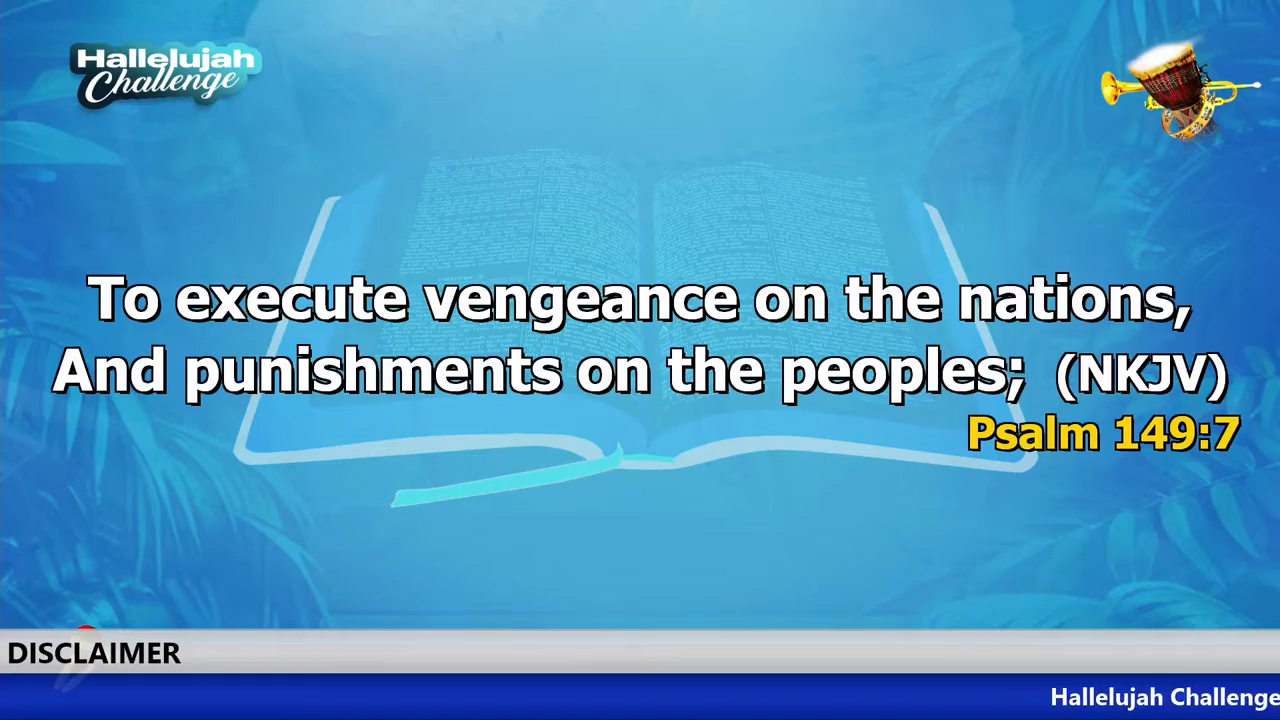 Hallelujah
Challenge
To execute vengeance on the nations,
And punishments on the peoples; (NKJV)
Psalm 149:7
DISCLAIMER
Hallelujah Challenge